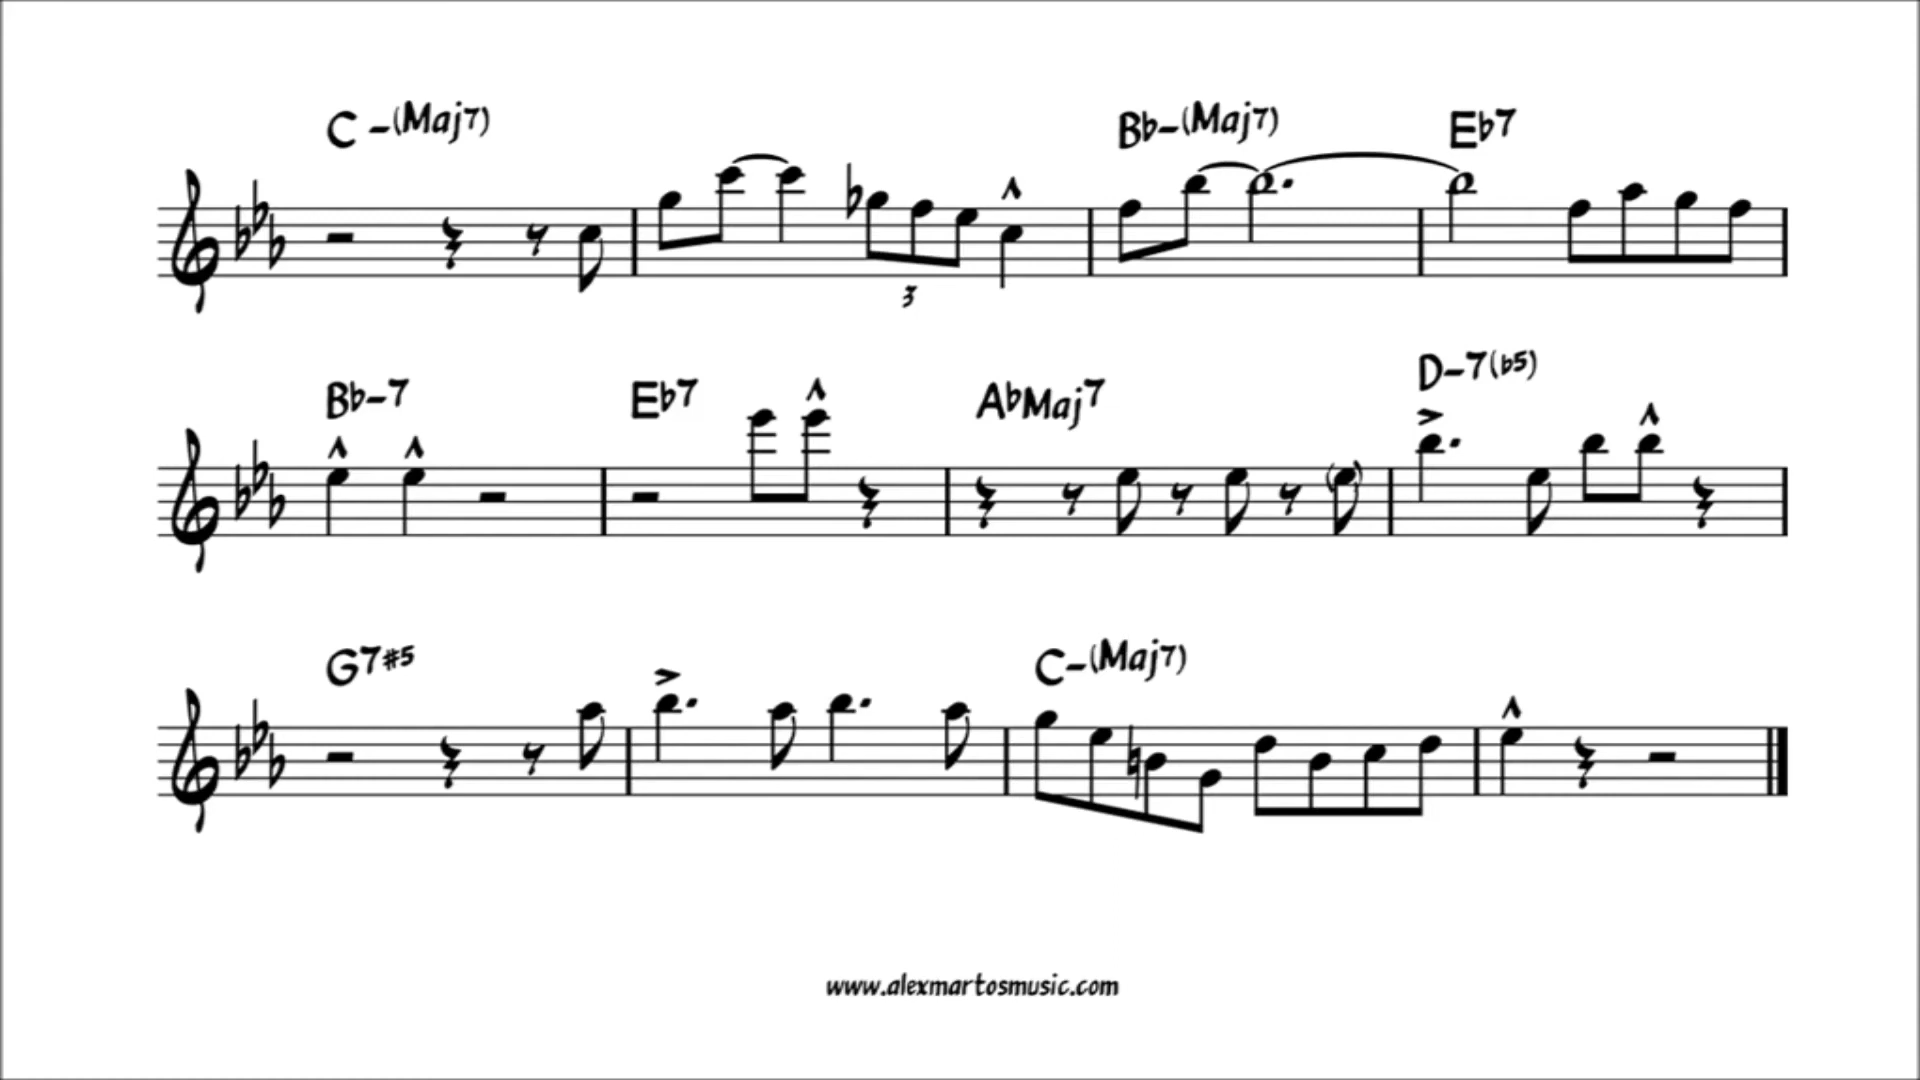 C-(Maj7) Bb-(Maj7) Eb7
3
Bb-7 Eb7 AbMaj7 D-7(b5)
G7#5 C-(Maj7)
www.alexmartosmusic.com